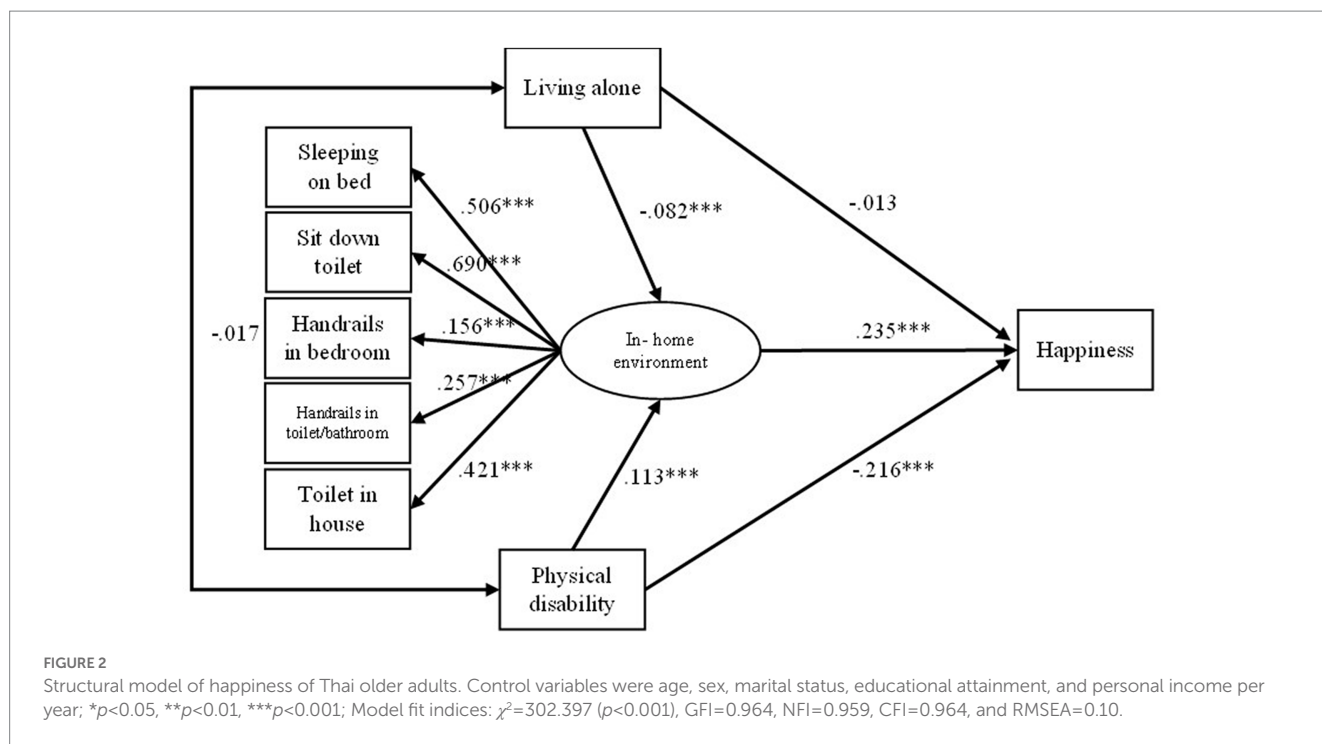 Living alone
Sleeping
on bed
.506***
-.082***
-.013
Sit down
toilet
.690***
-.017
Handrails
in bedroom
.156***
In- home
environment
.235***
Happiness
.257***
Handrails in
toilet/bathroom
.421***
.113***
-.216***
Toilet in
house
Physical
disability
FIGURE 2
Structural model of happiness of Thai older adults. Control variables were age, sex, marital status, educational attainment, and personal income per
year; *p<0.05, **p<0.01, ***p<0.001; Model fit indices: χ²=302.397 (p<0.001), GFI=0.964, NFI=0.959, CFI=0.964, and RMSEA=0.10.